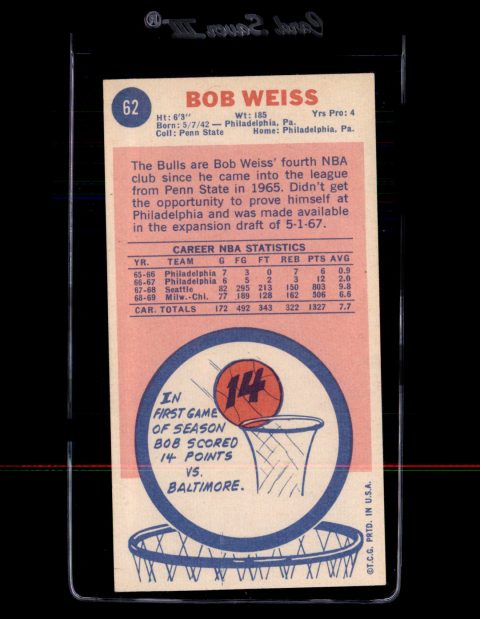 Card Saver III®
62
BOB WEISS
Ht: 6'3" Wt: 185 Yrs Pro: 4
Born: 5/7/42 — Philadelphia, Pa.
Coll: Penn State Home: Philadelphia, Pa.
The Bulls are Bob Weiss' fourth NBA
club since he came into the league
from Penn State in 1965. Didn't get
the opportunity to prove himself at
Philadelphia and was made available
in the expansion draft of 5-1-67.
CAREER NBA STATISTICS
YR. TEAM G FG FT REB PTS AVG
65-66 Philadelphia 7 3 0 7 6 0.9
66-67 Philadelphia 6 5 2 3 12 2.0
67-68 Seattle 82 295 213 150 803 9.8
68-69 Milw.-Chi. 77 189 128 162 506 6.6
CAR. TOTALS 172 492 343 322 1327 7.7
14
IN
FIRST GAME
OF SEASON
BOB SCORED
14 POINTS
VS.
BALTIMORE.
©T.C.G. PRTD. IN U.S.A.